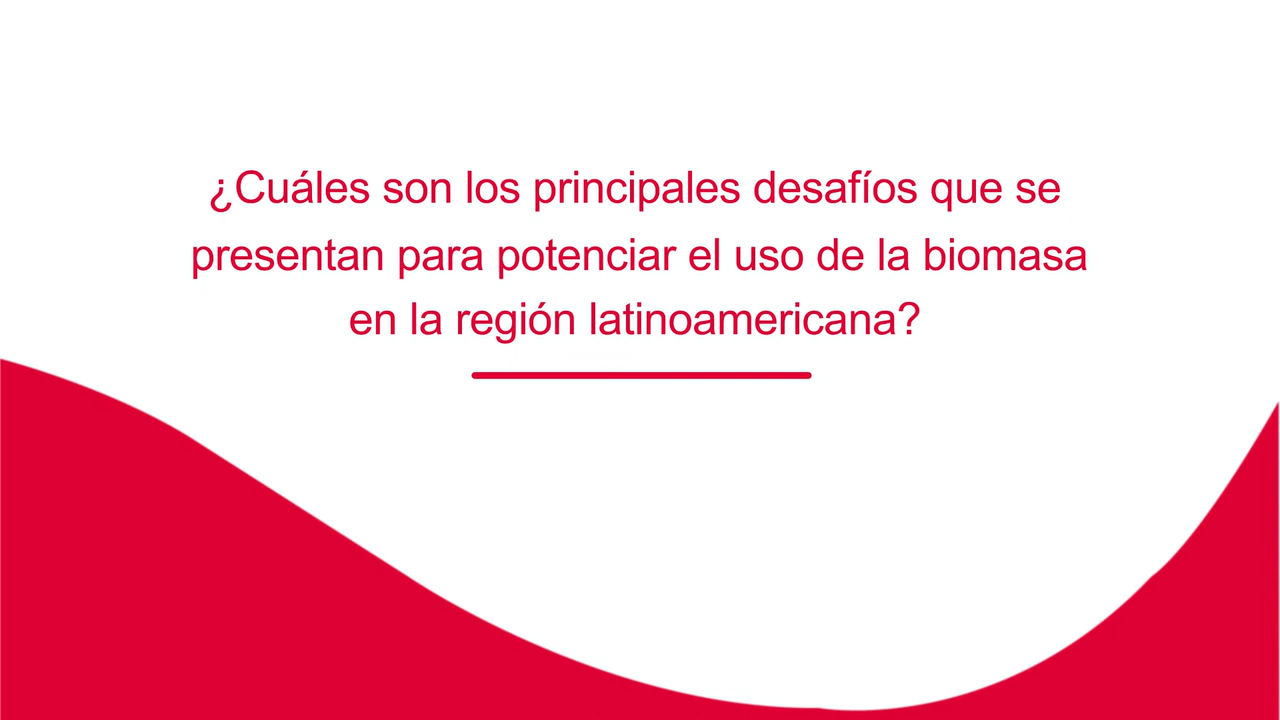 ¿Cuáles son los principales desafíos que se
presentan para potenciar el uso de la biomasa
en la región latinoamericana?